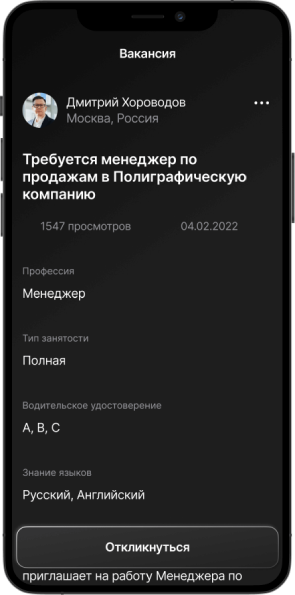 Вакансия
Дмитрий Хороводов
Москва, Россия
Требуется менеджер по
продажам в Полиграфическую
компанию
1547 просмотров 04.02.2022
Профессия
Менеджер
Тип занятости
Полная
Водительское удостоверение
A, B, C
Знание языков
Русский, Английский
Откликнуться
приглашает на работу Менеджера по